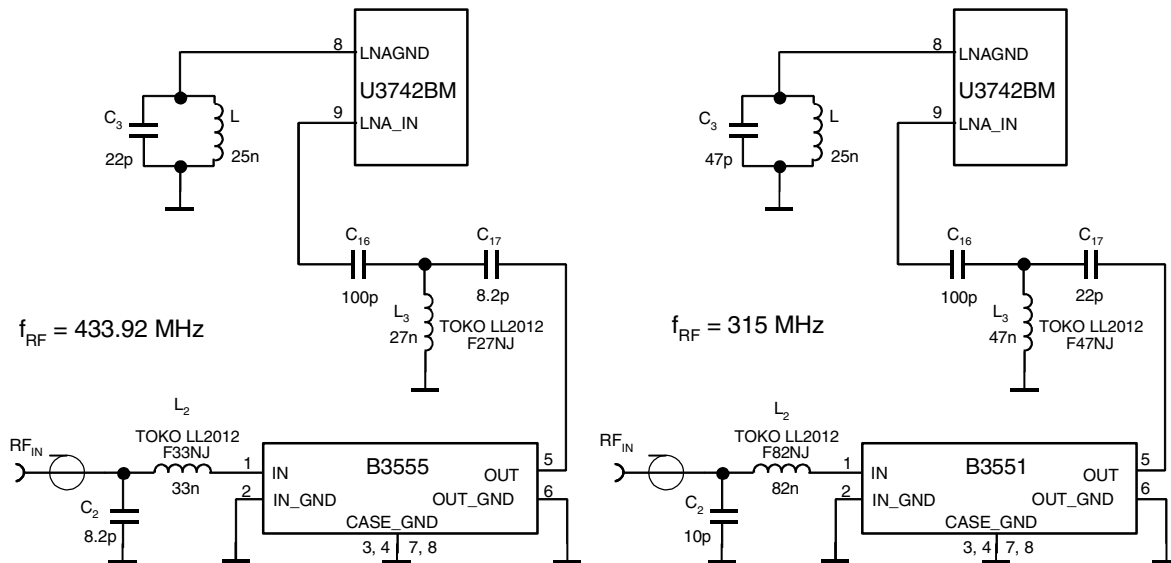 8
LNAGND
U3742BM
9
LNA_IN
C3
22p
L
25n
C16
100p
C17
8.2p
L3
27n
TOKO LL2012
F27NJ
fRF = 433.92 MHz
L2
TOKO LL2012
F33NJ
33n
RFIN
C2
8.2p
1
IN
2
IN_GND
B3555
OUT
5
OUT_GND
6
CASE_GND
3, 4
7, 8
8
LNAGND
U3742BM
9
LNA_IN
C3
47p
L
25n
C16
100p
C17
22p
L3
47n
TOKO LL2012
F47NJ
fRF = 315 MHz
L2
TOKO LL2012
F82NJ
82n
RFIN
C2
10p
1
IN
2
IN_GND
B3551
OUT
5
OUT_GND
6
CASE_GND
3, 4
7, 8